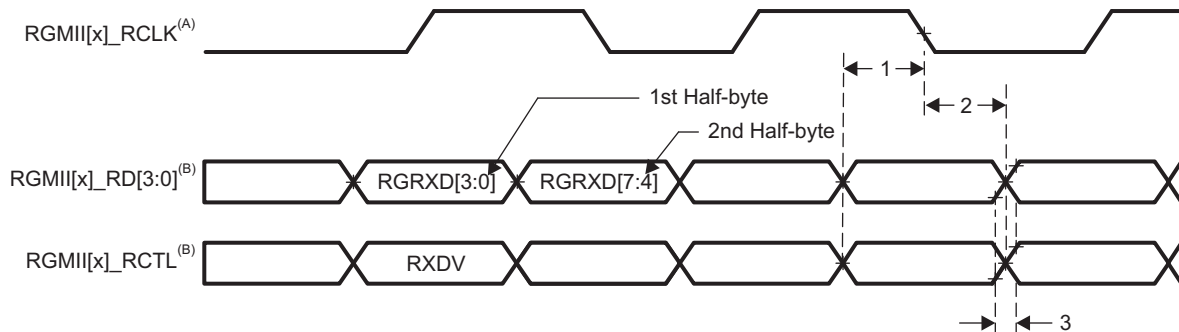 RGMII[x]_RCLK(A)
1
2
1st Half-byte
2nd Half-byte
RGMII[x]_RD[3:0](B)
RGRXD[3:0]
RGRXD[7:4]
RGMII[x]_RCTL(B)
RXDV
3